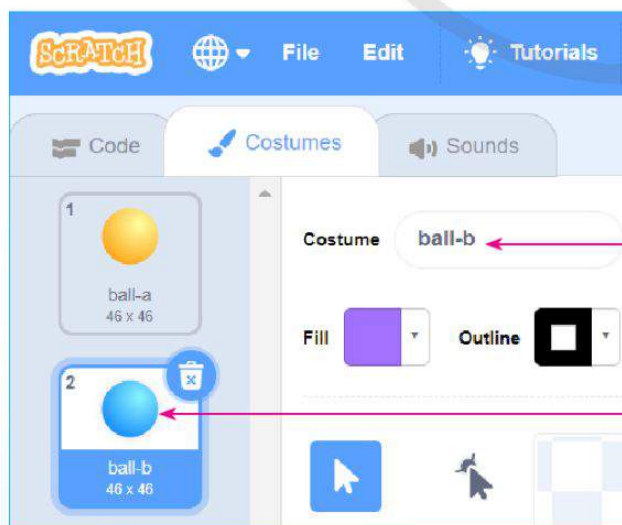 SCRATCH File Edit Tutorials
Code Costumes Sounds
1
ball-a
46 x 46
Costume ball-b
Fill Outline
2
ball-b
46 x 46